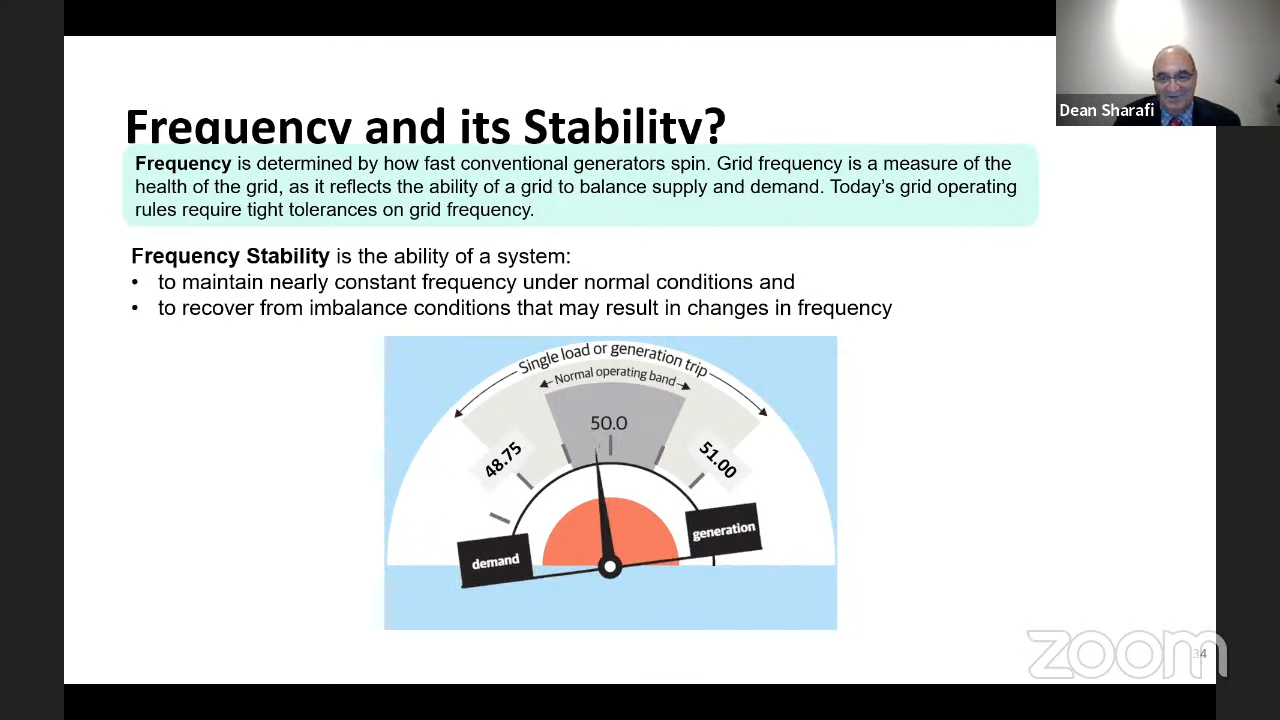 Dean Sharafi
Frequency and its Stability?
Frequency is determined by how fast conventional generators spin. Grid frequency is a measure of the
health of the grid, as it reflects the ability of a grid to balance supply and demand. Today's grid operating
rules require tight tolerances on grid frequency.
Frequency Stability is the ability of a system:
• to maintain nearly constant frequency under normal conditions and
• to recover from imbalance conditions that may result in changes in frequency
Single load or generation trip
Normal operating band
50.0
48.75
51.00
demand
generation
zoom
34